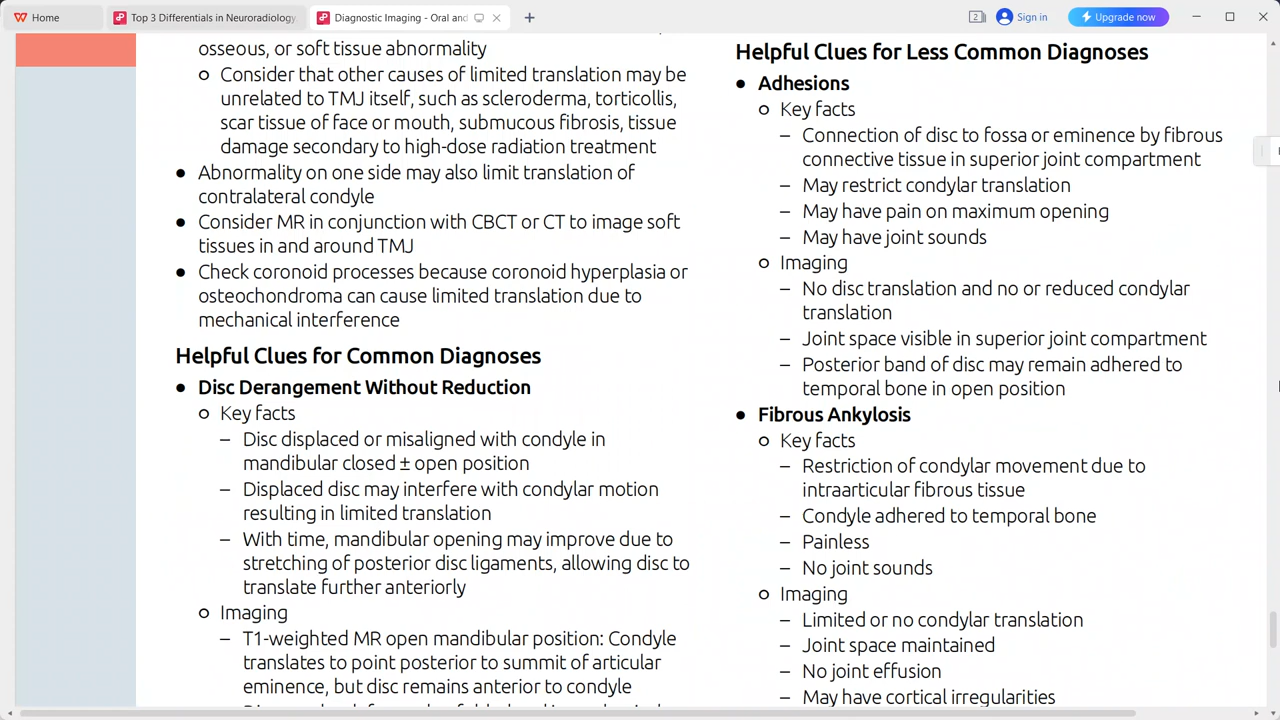 Home
Top 3 Differentials in Neuroradiology.
Diagnostic Imaging - Oral and
2
Sign in
Upgrade now
osseous, or soft tissue abnormality
o Consider that other causes of limited translation may be
unrelated to TMJ itself, such as scleroderma, torticollis,
scar tissue of face or mouth, submucous fibrosis, tissue
damage secondary to high-dose radiation treatment
● Abnormality on one side may also limit translation of
contralateral condyle
● Consider MR in conjunction with CBCT or CT to image soft
tissues in and around TMJ
● Check coronoid processes because coronoid hyperplasia or
osteochondroma can cause limited translation due to
mechanical interference
Helpful Clues for Common Diagnoses
● Disc Derangement Without Reduction
o Key facts
– Disc displaced or misaligned with condyle in
mandibular closed ± open position
– Displaced disc may interfere with condylar motion
resulting in limited translation
– With time, mandibular opening may improve due to
stretching of posterior disc ligaments, allowing disc to
translate further anteriorly
o Imaging
– T1-weighted MR open mandibular position: Condyle
translates to point posterior to summit of articular
eminence, but disc remains anterior to condyle
Helpful Clues for Less Common Diagnoses
● Adhesions
o Key facts
– Connection of disc to fossa or eminence by fibrous
connective tissue in superior joint compartment
– May restrict condylar translation
– May have pain on maximum opening
– May have joint sounds
o Imaging
– No disc translation and no or reduced condylar
translation
– Joint space visible in superior joint compartment
– Posterior band of disc may remain adhered to
temporal bone in open position
● Fibrous Ankylosis
o Key facts
– Restriction of condylar movement due to
intraarticular fibrous tissue
– Condyle adhered to temporal bone
– Painless
– No joint sounds
o Imaging
– Limited or no condylar translation
– Joint space maintained
– No joint effusion
– May have cortical irregularities